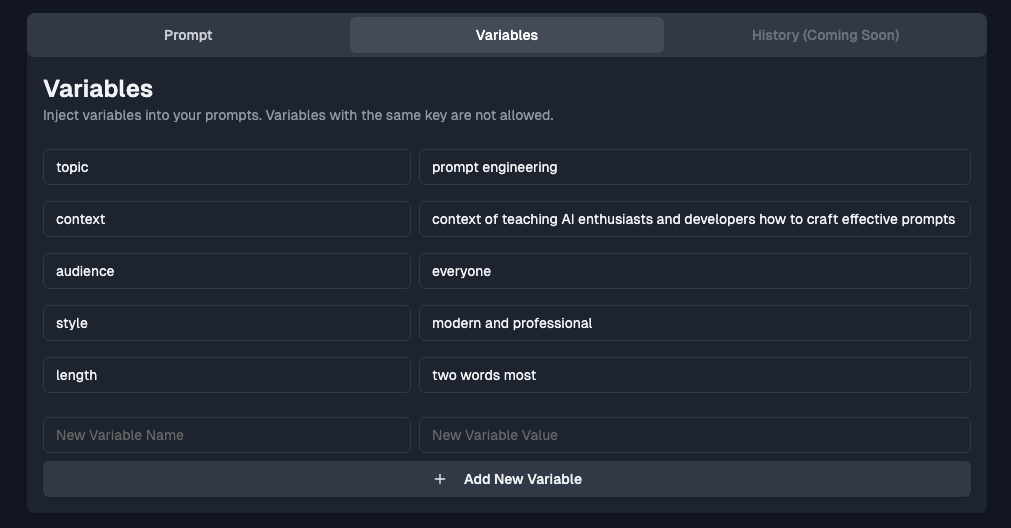 Prompt
Variables
History (Coming Soon)
Variables
Inject variables into your prompts. Variables with the same key are not allowed.
topic
prompt engineering
context
context of teaching AI enthusiasts and developers how to craft effective prompts
audience
everyone
style
modern and professional
length
two words most
New Variable Name
New Variable Value
+ Add New Variable